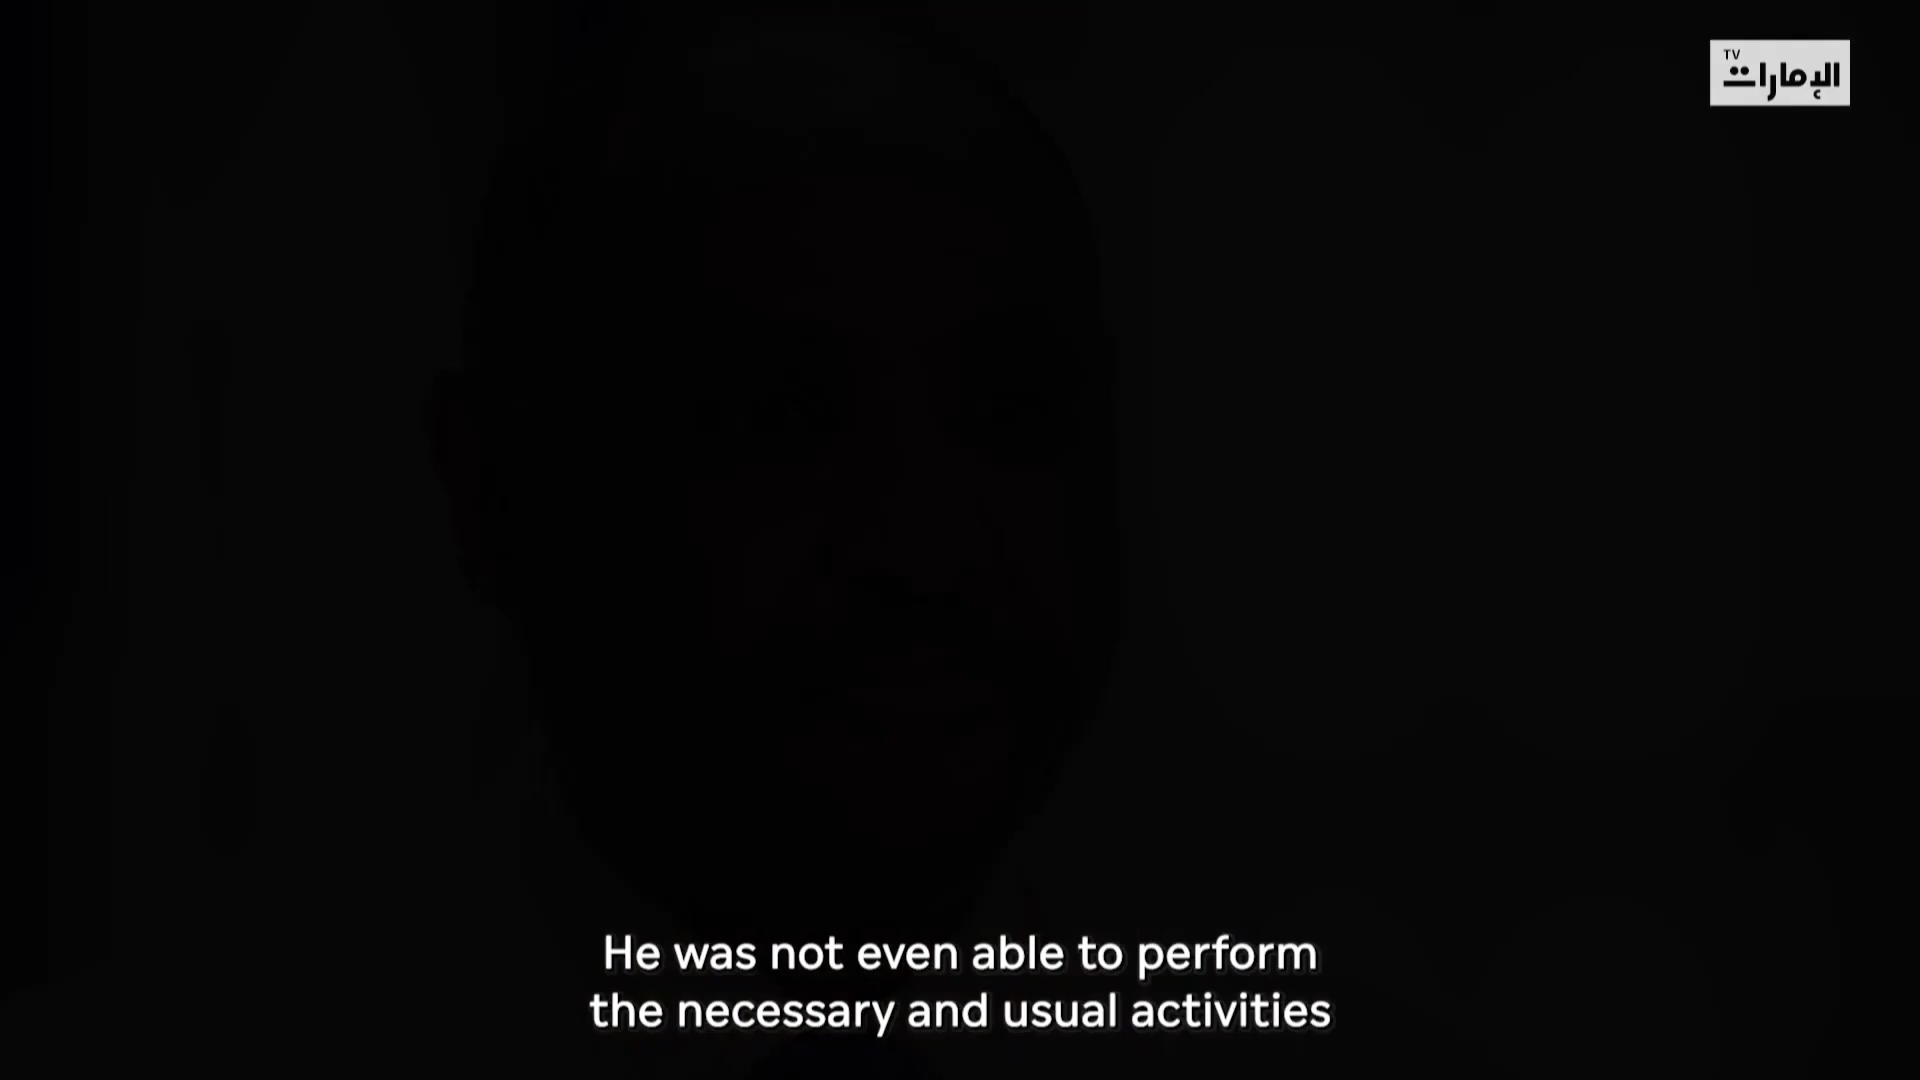 TV
الإمارات
He was not even able to perform
the necessary and usual activities